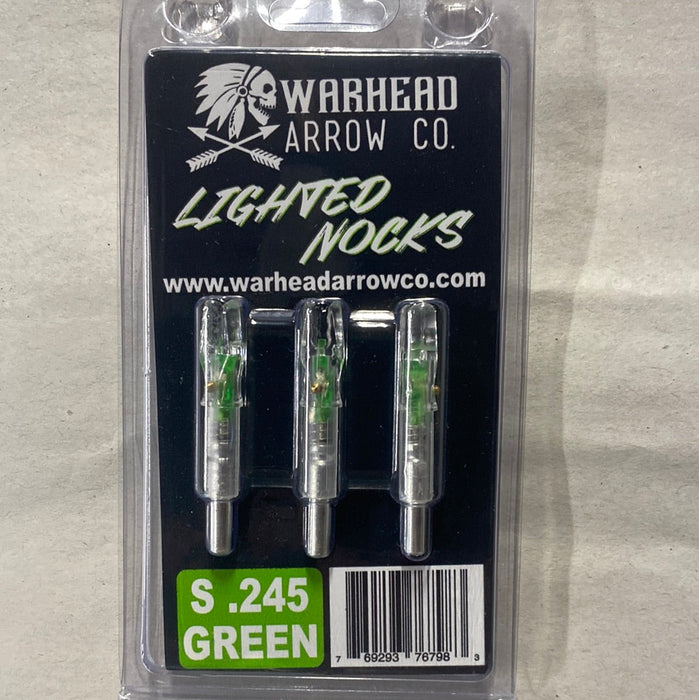 WARHEAD
ARROW CO.
LIGHTED
NOCKS
www.warheadarrowco.com
S .245
GREEN
7 69293 76798 3